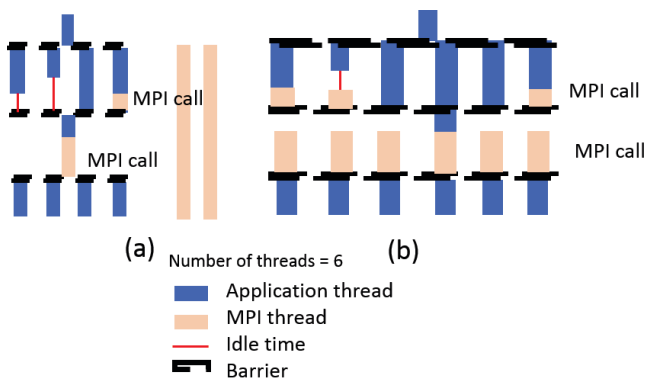 MPI call
MPI call
MPI call
MPI call
(a)
(b)
Number of threads = 6
Application thread
MPI thread
Idle time
Barrier